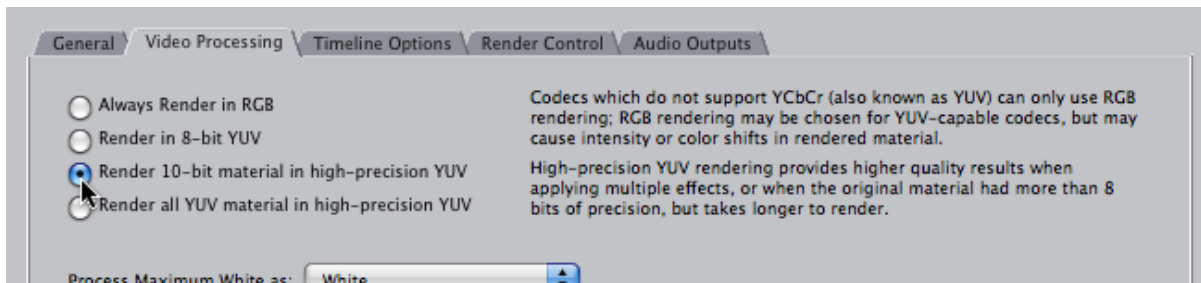 General Video Processing Timeline Options Render Control Audio Outputs
Always Render in RGB
Render in 8-bit YUV
Render 10-bit material in high-precision YUV
Render all YUV material in high-precision YUV
Codecs which do not support YCbCr (also known as YUV) can only use RGB
rendering; RGB rendering may be chosen for YUV-capable codecs, but may
cause intensity or color shifts in rendered material.
High-precision YUV rendering provides higher quality results when
applying multiple effects, or when the original material had more than 8
bits of precision, but takes longer to render.
Process Maximum White as: White